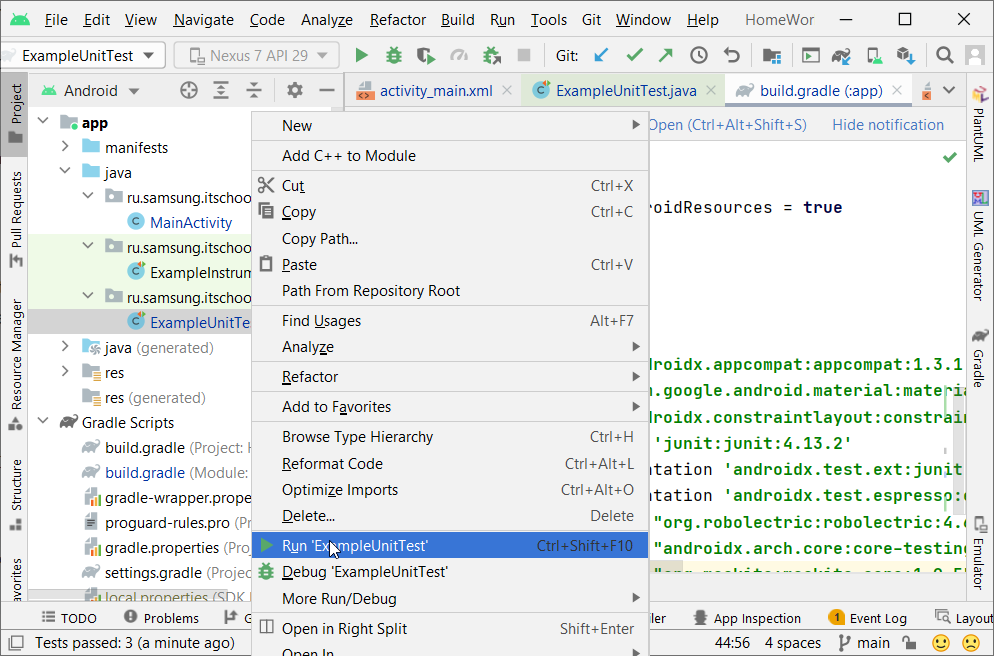 File Edit View Navigate Code Analyze Refactor Build Run Tools Git Window Help HomeWor
ExampleUnitTest Nexus 7 API 29 Git:
Android activity_main.xml ExampleUnitTest.java build.gradle (:app)
Project
Pull Requests
Resource Manager
Structure
avorites
app
manifests
java
ru.samsung.itschoo
MainActivity
ru.samsung.itschoo
ExampleInstrum
ru.samsung.itschoo
ExampleUnitTe
java (generated)
res
res (generated)
Gradle Scripts
build.gradle (Project: H
build.gradle (Module:
gradle-wrapper.prope
proguard-rules.pro (Pr
gradle.properties (Proj
settings.gradle (Projec
local.properties (SDK
New
Add C++ to Module
Cut Ctrl+X
Copy Ctrl+C
Copy Path...
Paste Ctrl+V
Path From Repository Root
Find Usages Alt+F7
Analyze
Refactor
Add to Favorites
Browse Type Hierarchy Ctrl+H
Reformat Code Ctrl+Alt+L
Optimize Imports Ctrl+Alt+O
Delete... Delete
Run 'ExampleUnitTest' Ctrl+Shift+F10
Debug 'ExampleUnitTest'
More Run/Debug
Open in Right Split Shift+Enter
Open In
Open (Ctrl+Alt+Shift+S) Hide notification
roidResources = true
droidx.appcompat:appcompat:1.3.1
m.google.android.material:materia
droidx.constraintlayout:constrain
'junit:junit:4.13.2'
ntation 'androidx.test.ext:junit
ntation 'androidx.test.espresso:
"org.robolectric:robolectric:4.
"android.arch.core:core-testing
PlantUML
UML Generator
Gradle
Emulator
TODO Problems G ler App Inspection 1 Event Log Layout
Tests passed: 3 (a minute ago) 44:56 4 spaces main